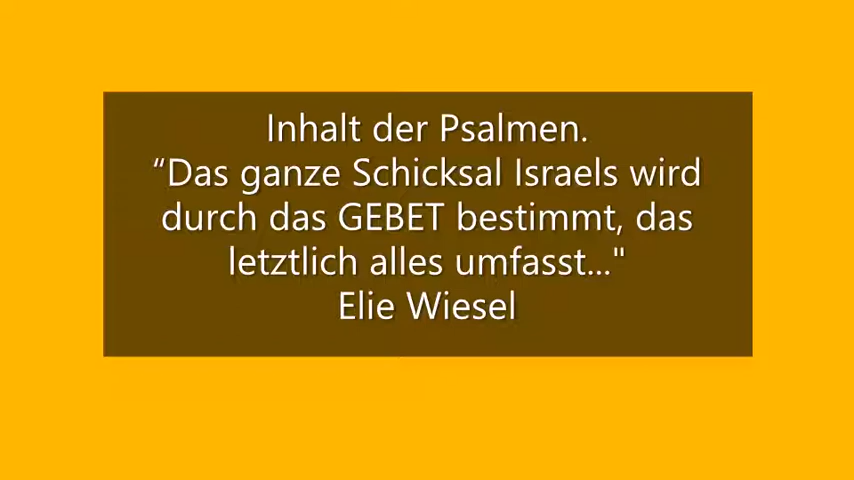 Inhalt der Psalmen.
“Das ganze Schicksal Israels wird
durch das GEBET bestimmt, das
letztlich alles umfasst..."
Elie Wiesel